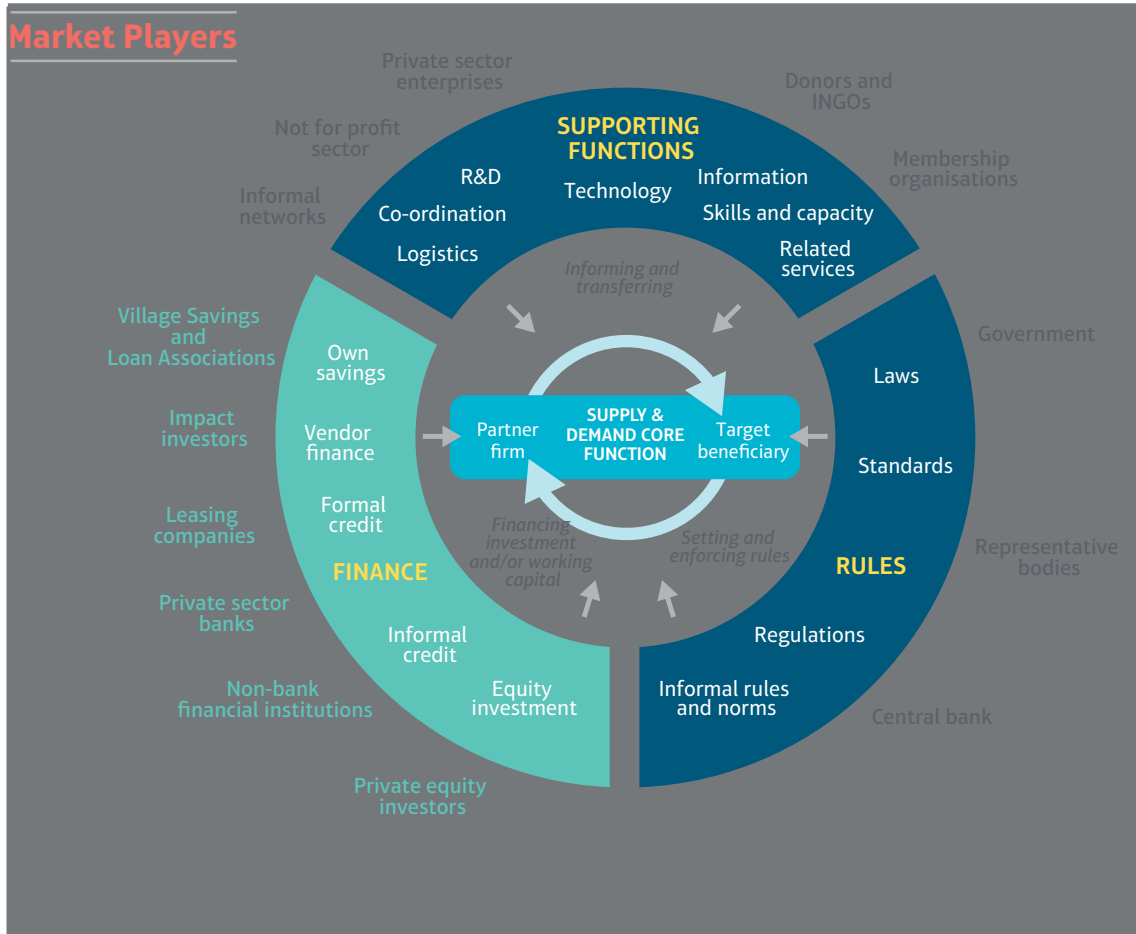 Market Players
Private sector
enterprises
Donors and
INGOs
Not for profit
sector
Membership
organisations
Informal
networks
SUPPORTING
FUNCTIONS
R&D
Technology
Information
Co-ordination
Skills and capacity
Logistics
Related
services
Informing and
transferring
Village Savings
and
Loan Associations
Impact
investors
Leasing
companies
Private sector
banks
Non-bank
financial institutions
Private equity
investors
Own
savings
Vendor
finance
Formal
credit
FINANCE
Informal
credit
Equity
investment
Partner
firm
SUPPLY &
DEMAND CORE
FUNCTION
Target
beneficiary
Financing
investment
and/or working
capital
Setting and
enforcing rules
Laws
Standards
RULES
Regulations
Informal rules
and norms
Government
Representative
bodies
Central bank